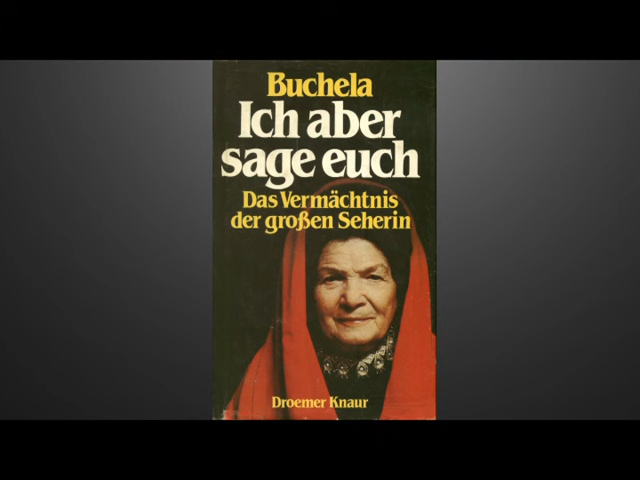 Buchela
Ich aber
sage euch
Das Vermächtnis
der großen Seherin
Droemer Knaur